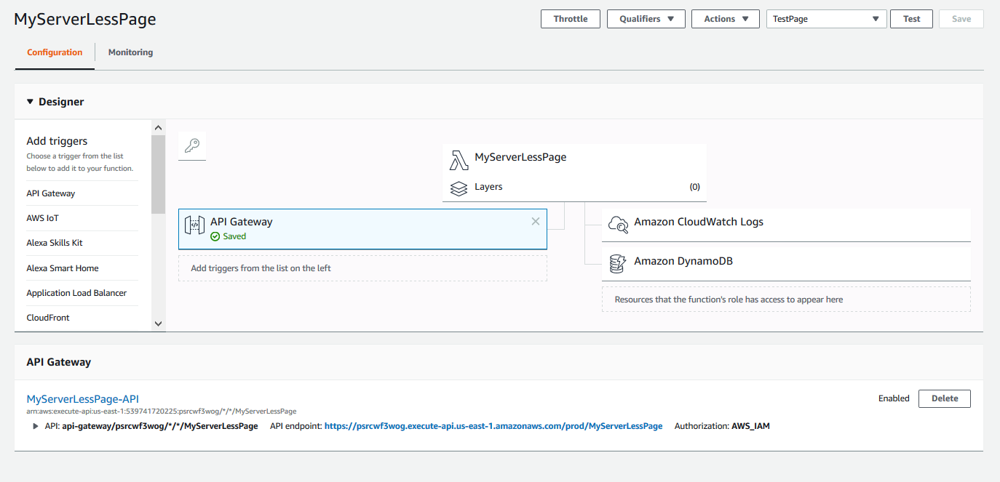 MyServerLessPage
Throttle
Qualifiers
Actions
TestPage
Test
Save
Configuration
Monitoring
Designer
Add triggers
Choose a trigger from the list
below to add it to your function.
API Gateway
AWS IoT
Alexa Skills Kit
Alexa Smart Home
Application Load Balancer
CloudFront
MyServerLessPage
Layers
(0)
API Gateway
Saved
Add triggers from the list on the left
Amazon CloudWatch Logs
Amazon DynamoDB
Resources that the function's role has access to appear here
API Gateway
MyServerLessPage-API
Enabled
Delete
arn:aws:execute-api:us-east-1:539741720225:psrcwf3wog/*/*/MyServerLessPage
API: api-gateway/psrcwf3wog/*/*/MyServerLessPage API endpoint: https://psrcwf3wog.execute-api.us-east-1.amazonaws.com/prod/MyServerLessPage Authorization: AWS_IAM